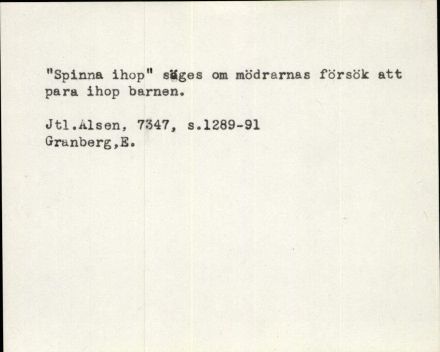 "Spinna ihop" säges om mödrarnas försök att
para ihop barnen.
Jtl.Alsen, 7347, s.1289-91
Granberg,E.